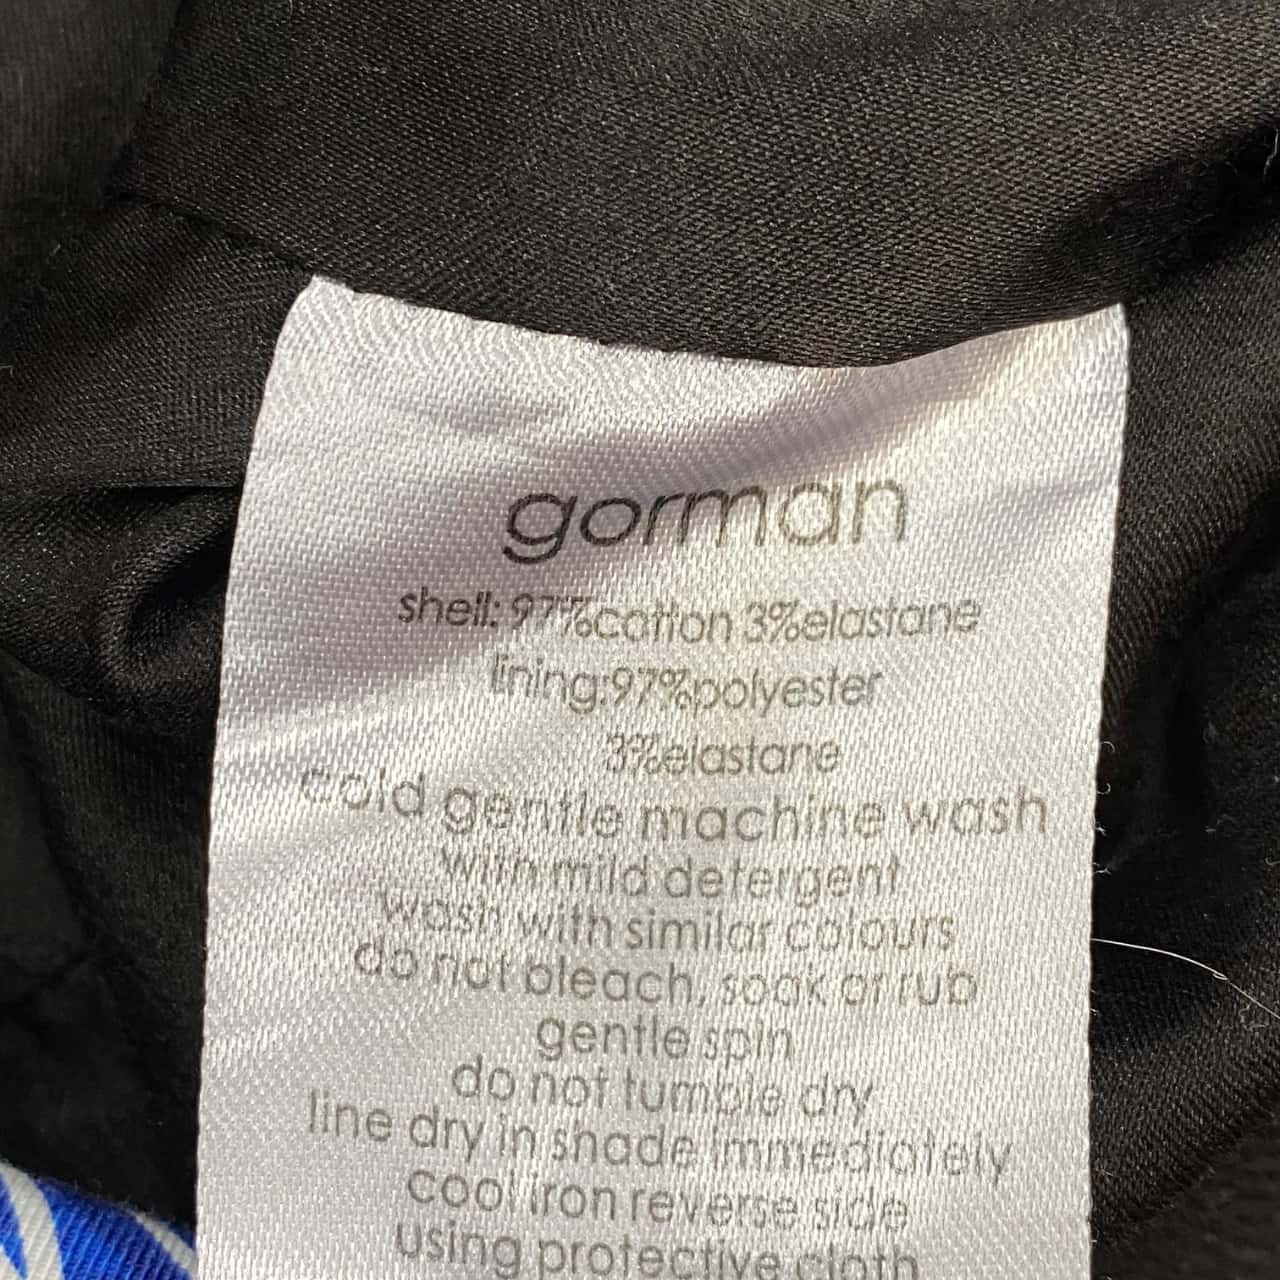 gorman
shell: 97%cotton 3%elastane
lining:97%polyester
3%elastane
cold gentle machine wash
with mild detergent
wash with similar colours
do not bleach, soak or rub
gentle spin
do not tumble dry
line dry in shade immediately
cool iron reverse side
using protective cloth